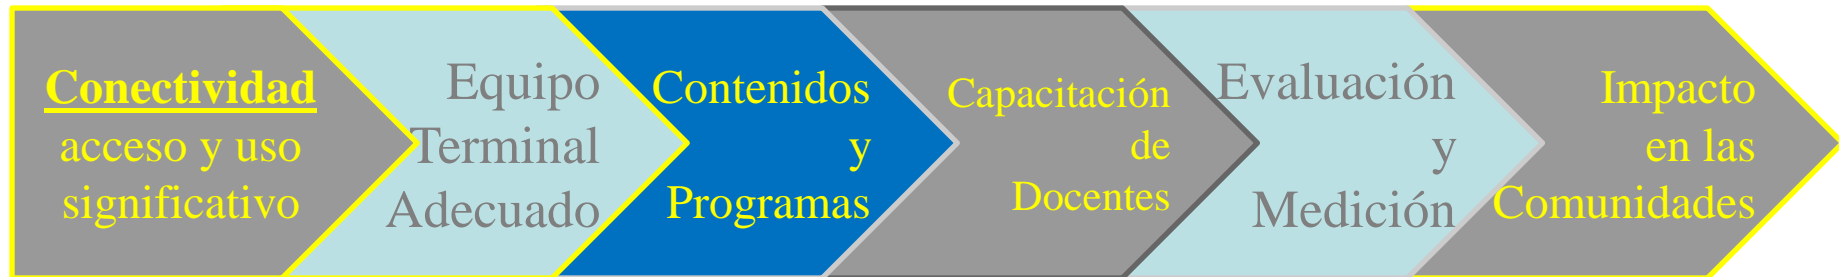 Conectividad
acceso y uso
significativo
Equipo
Terminal
Adecuado
Contenidos
y
Programas
Capacitación
de
Docentes
Evaluación
y
Medición
Impacto
en las
Comunidades